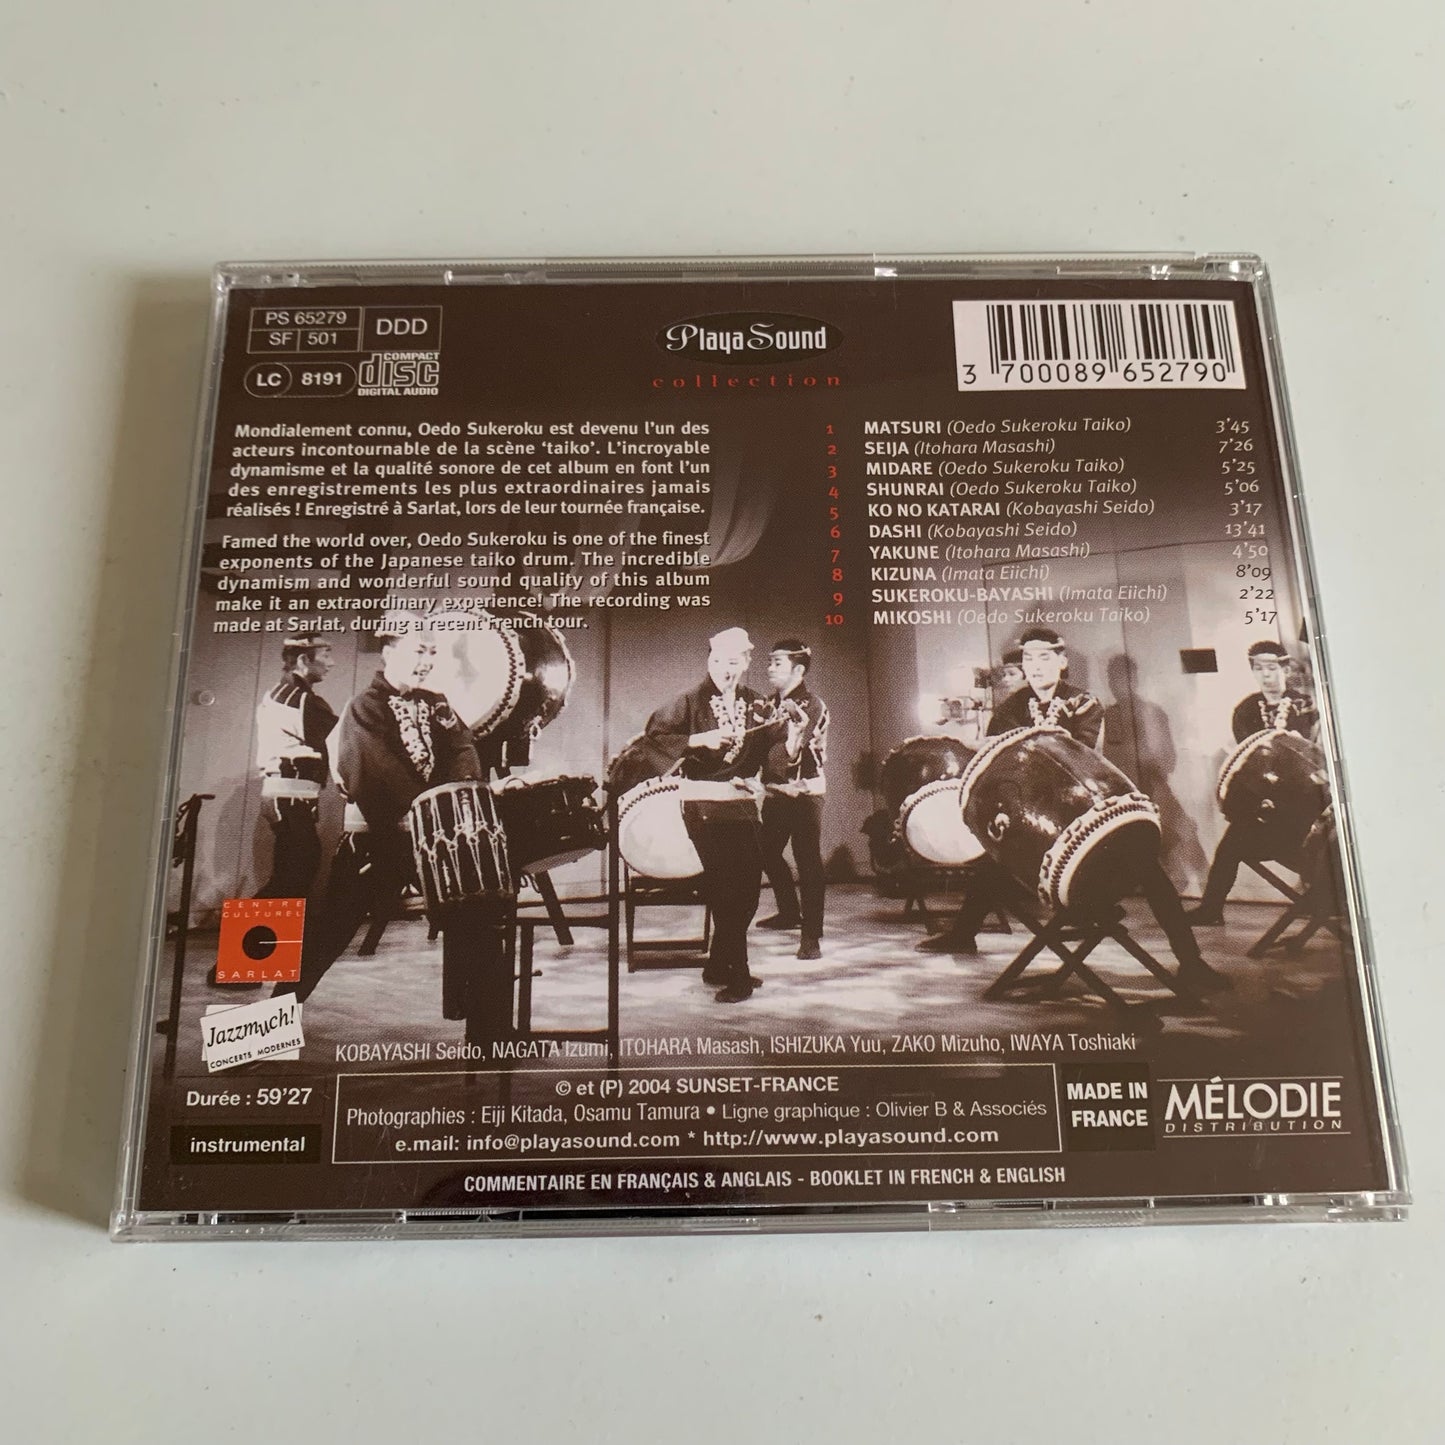 PS 65279
SF 501
DDD
LC 8191
COMPACT
disc
DIGITAL AUDIO
Playa Sound
collection
3 700089 652790
Mondialement connu, Oedo Sukeroku est devenu l'un des
acteurs incontournable de la scène 'taiko'. L'incroyable
dynamisme et la qualité sonore de cet album en font l'un
des enregistrements les plus extraordinaires jamais
réalisés ! Enregistré à Sarlat, lors de leur tournée française.
Famed the world over, Oedo Sukeroku is one of the finest
exponents of the Japanese taiko drum. The incredible
dynamism and wonderful sound quality of this album
make it an extraordinary experience! The recording was
made at Sarlat, during a recent French tour.
1 MATSURI (Oedo Sukeroku Taiko) 3'45
2 SEIJA (Itohara Masashi) 7'26
3 MIDARE (Oedo Sukeroku Taiko) 5'25
4 SHUNRAI (Oedo Sukeroku Taiko) 5'06
5 KO NO KATARAI (Kobayashi Seido) 3'17
6 DASHI (Kobayashi Seido) 13'41
7 YAKUNE (Itohara Masashi) 4'50
8 KIZUNA (Imata Eiichi) 8'09
9 SUKEROKU-BAYASHI (Imata Eiichi) 2'22
10 MIKOSHI (Oedo Sukeroku Taiko) 5'17
CENTRE
CULTUREL
SARLAT
Jazzmuch!
CONCERTS MODERNES
KOBAYASHI Seido, NAGATA Izumi, ITOHARA Masash, ISHIZUKA Yuu, ZAKO Mizuho, IWAYA Toshiaki
Durée : 59'27
instrumental
© et (P) 2004 SUNSET-FRANCE
Photographies : Eiji Kitada, Osamu Tamura • Ligne graphique : Olivier B & Associés
e.mail: info@playasound.com * http://www.playasound.com
MADE IN
FRANCE
MÉLODIE
DISTRIBUTION
COMMENTAIRE EN FRANÇAIS & ANGLAIS - BOOKLET IN FRENCH & ENGLISH